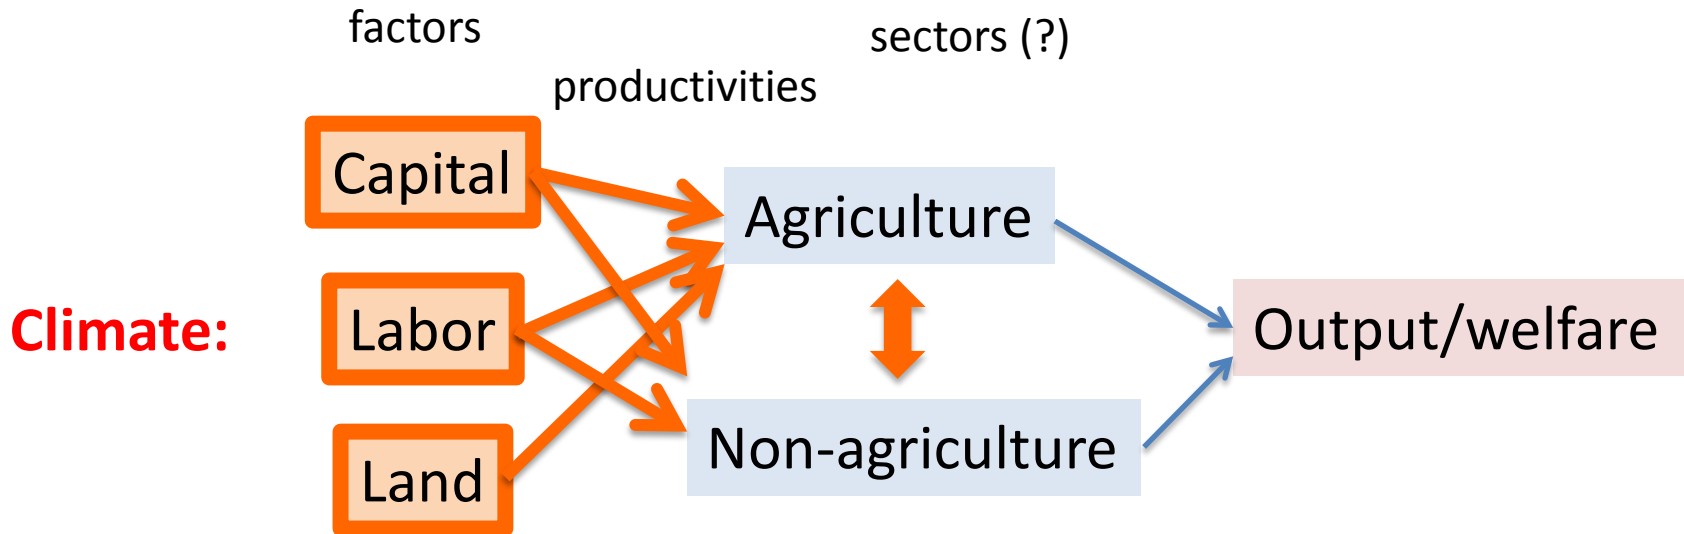 factors
sectors (?)
productivities
Capital
Agriculture
Labor
Climate:
Output/welfare
Non-agriculture
Land